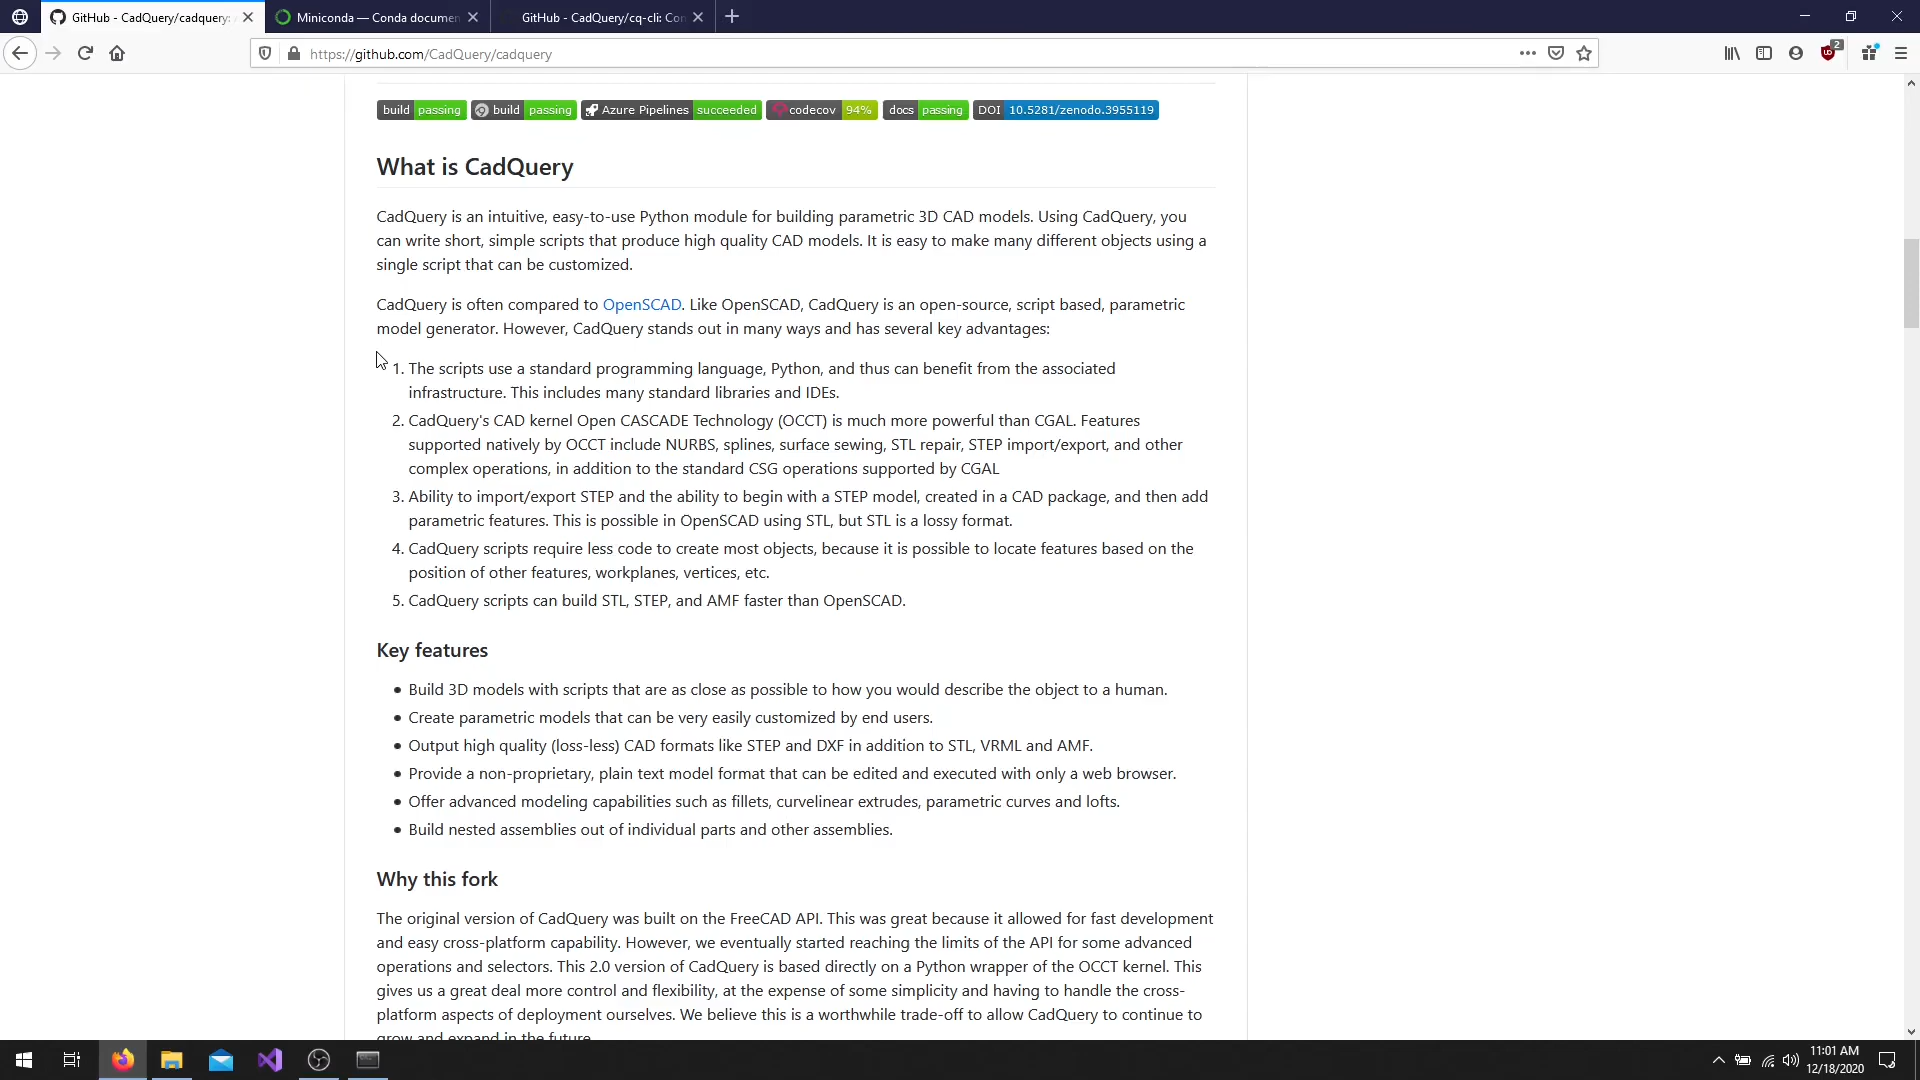 GitHub - CadQuery/cadquery:
Miniconda — Conda documen
GitHub - CadQuery/cq-cli: Con
https://github.com/CadQuery/cadquery
2
build passing build passing Azure Pipelines succeeded codecov 94% docs passing DOI 10.5281/zenodo.3955119
What is CadQuery
CadQuery is an intuitive, easy-to-use Python module for building parametric 3D CAD models. Using CadQuery, you
can write short, simple scripts that produce high quality CAD models. It is easy to make many different objects using a
single script that can be customized.
CadQuery is often compared to OpenSCAD. Like OpenSCAD, CadQuery is an open-source, script based, parametric
model generator. However, CadQuery stands out in many ways and has several key advantages:
1. The scripts use a standard programming language, Python, and thus can benefit from the associated
infrastructure. This includes many standard libraries and IDEs.
2. CadQuery's CAD kernel Open CASCADE Technology (OCCT) is much more powerful than CGAL. Features
supported natively by OCCT include NURBS, splines, surface sewing, STL repair, STEP import/export, and other
complex operations, in addition to the standard CSG operations supported by CGAL
3. Ability to import/export STEP and the ability to begin with a STEP model, created in a CAD package, and then add
parametric features. This is possible in OpenSCAD using STL, but STL is a lossy format.
4. CadQuery scripts require less code to create most objects, because it is possible to locate features based on the
position of other features, workplanes, vertices, etc.
5. CadQuery scripts can build STL, STEP, and AMF faster than OpenSCAD.
Key features
• Build 3D models with scripts that are as close as possible to how you would describe the object to a human.
• Create parametric models that can be very easily customized by end users.
• Output high quality (loss-less) CAD formats like STEP and DXF in addition to STL, VRML and AMF.
• Provide a non-proprietary, plain text model format that can be edited and executed with only a web browser.
• Offer advanced modeling capabilities such as fillets, curvelinear extrudes, parametric curves and lofts.
• Build nested assemblies out of individual parts and other assemblies.
Why this fork
The original version of CadQuery was built on the FreeCAD API. This was great because it allowed for fast development
and easy cross-platform capability. However, we eventually started reaching the limits of the API for some advanced
operations and selectors. This 2.0 version of CadQuery is based directly on a Python wrapper of the OCCT kernel. This
gives us a great deal more control and flexibility, at the expense of some simplicity and having to handle the cross-
platform aspects of deployment ourselves. We believe this is a worthwhile trade-off to allow CadQuery to continue to
grow and expand in the future.
11:01 AM
12/18/2020